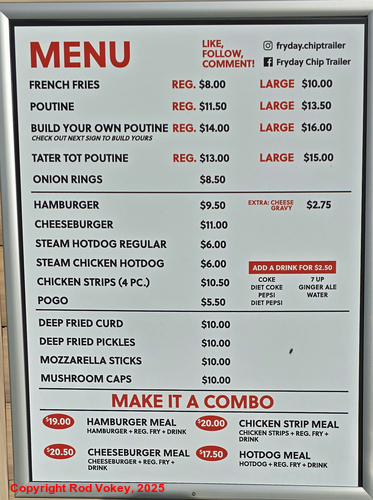 MENU
LIKE,
FOLLOW,
COMMENT!
fryday.chiptrailer
Fryday Chip Trailer
FRENCH FRIES REG. $8.00 LARGE $10.00
POUTINE REG. $11.50 LARGE $13.50
BUILD YOUR OWN POUTINE REG. $14.00 LARGE $16.00
CHECK OUT NEXT SIGN TO BUILD YOURS
TATER TOT POUTINE REG. $13.00 LARGE $15.00
ONION RINGS $8.50
HAMBURGER $9.50
EXTRA: CHEESE
GRAVY
$2.75
CHEESEBURGER $11.00
STEAM HOTDOG REGULAR $6.00
STEAM CHICKEN HOTDOG $6.00
CHICKEN STRIPS (4 PC.) $10.50
POGO $5.50
ADD A DRINK FOR $2.50
COKE 7 UP
DIET COKE GINGER ALE
PEPSI WATER
DIET PEPSI
DEEP FRIED CURD $10.00
DEEP FRIED PICKLES $10.00
MOZZARELLA STICKS $10.00
MUSHROOM CAPS $10.00
MAKE IT A COMBO
$19.00 HAMBURGER MEAL
HAMBURGER + REG. FRY +
DRINK
$20.00 CHICKEN STRIP MEAL
CHICKEN STRIPS + REG. FRY +
DRINK
$20.50 CHEESEBURGER MEAL
CHEESEBURGER + REG. FRY +
DRINK
$17.50 HOTDOG MEAL
HOTDOG + REG. FRY + DRINK
Copyright Rod Vokey, 2025